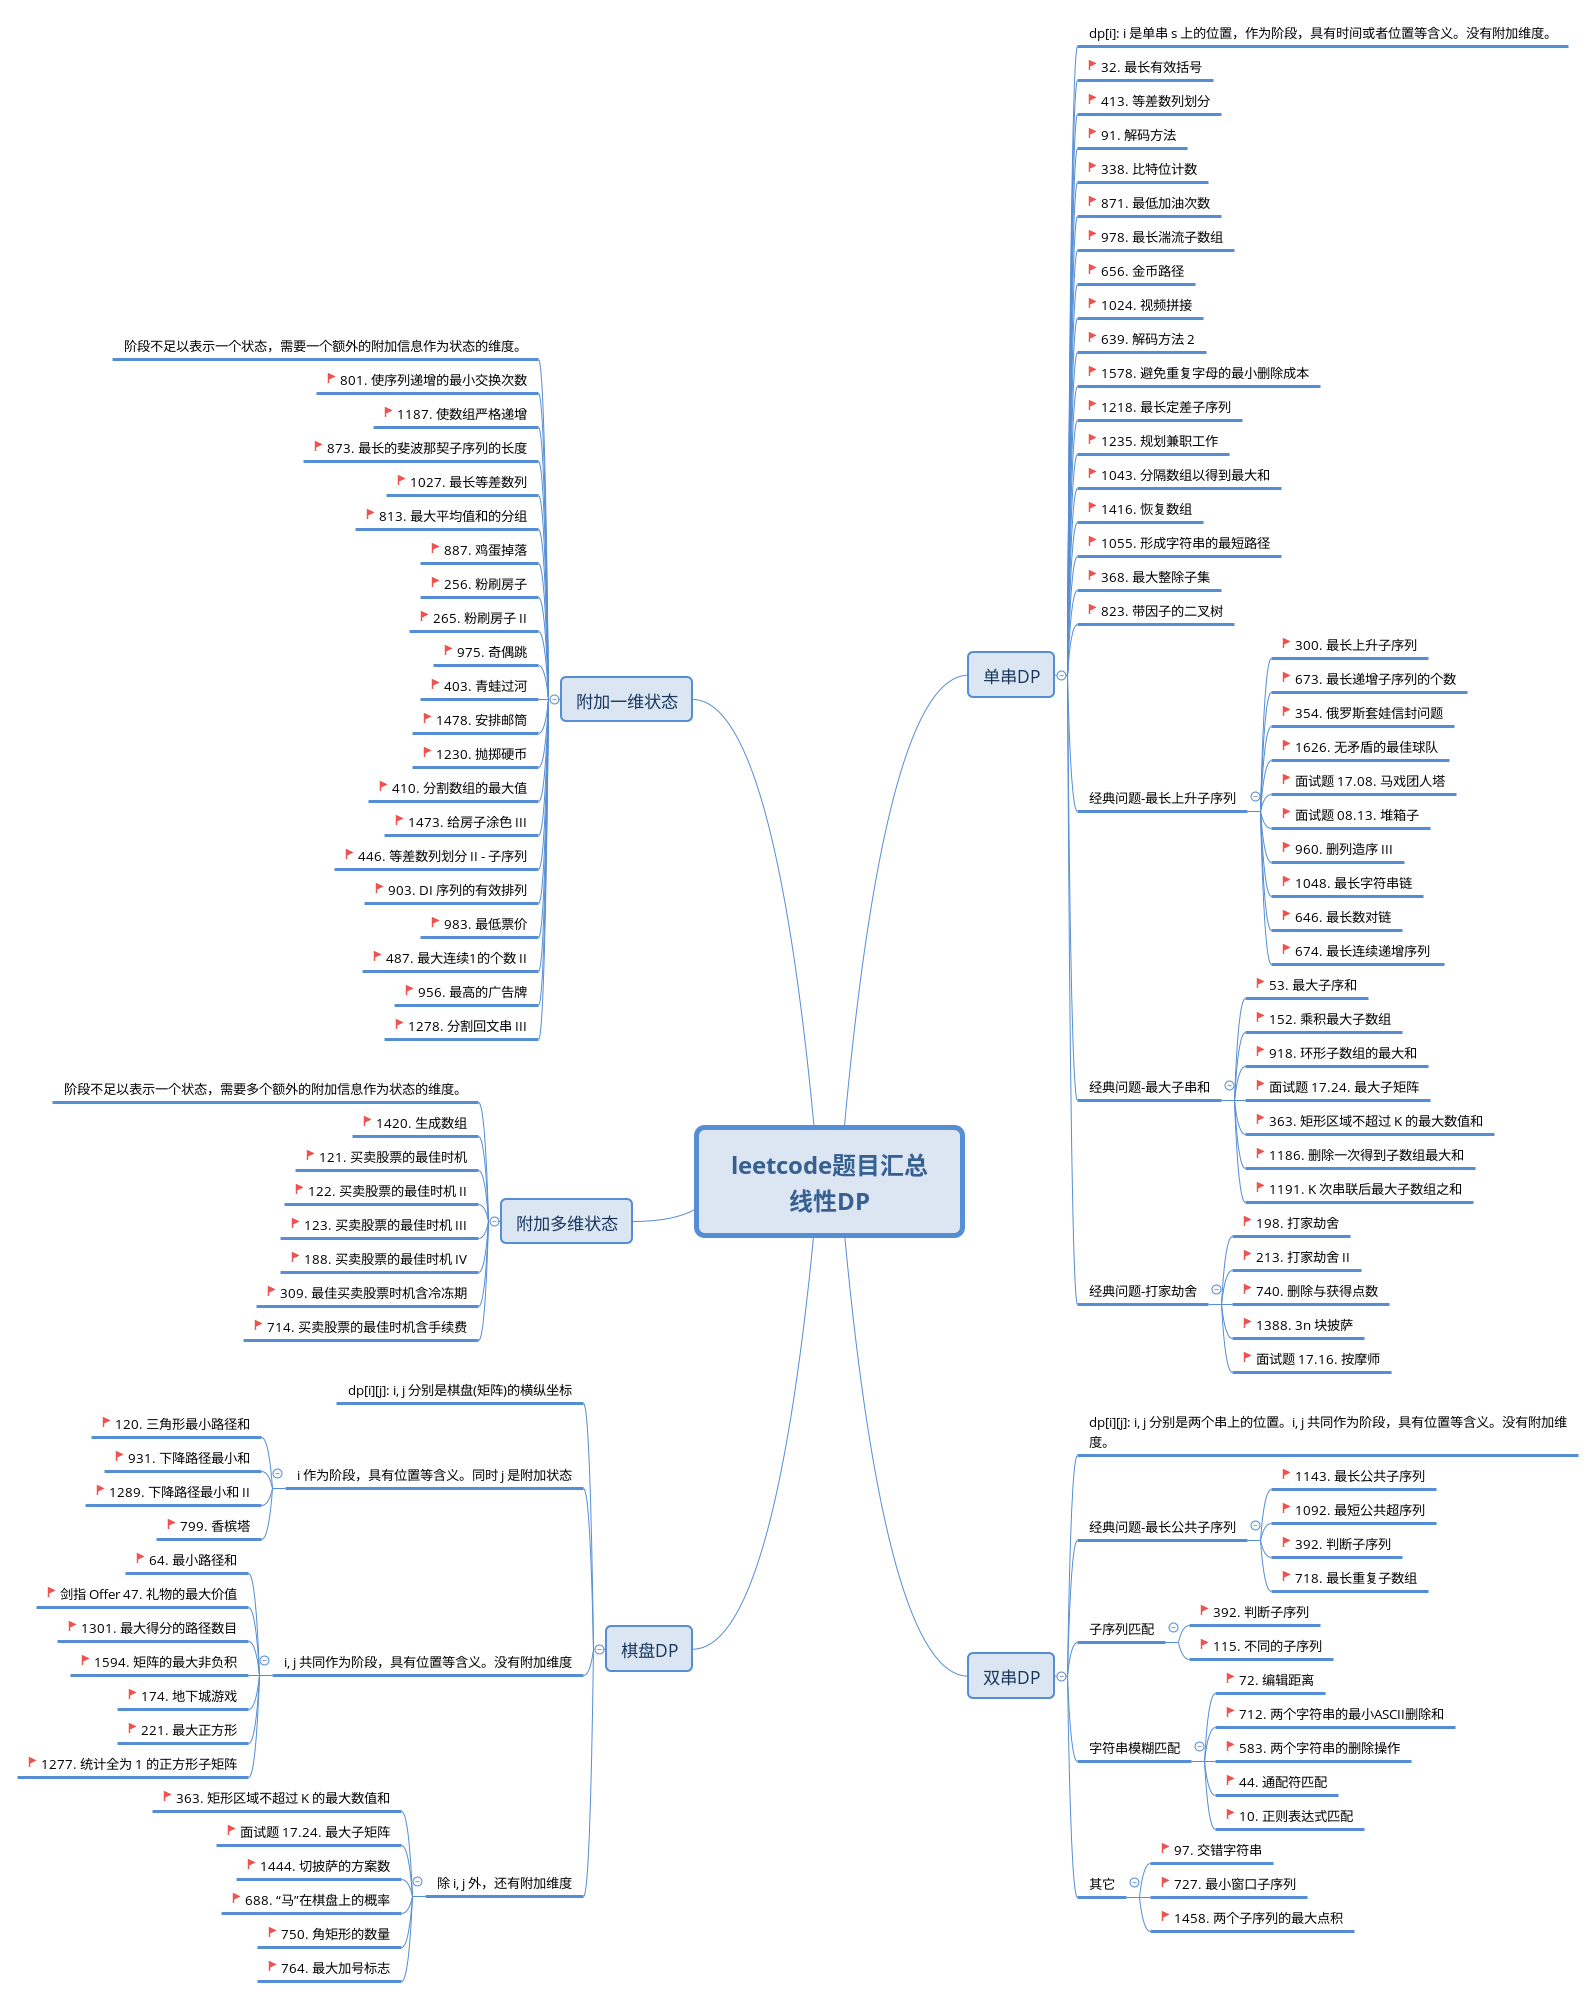 leetcode题目汇总
线性DP
单串DP
dp[i]: i 是单串 s 上的位置，作为阶段，具有时间或者位置等含义。没有附加维度。
32. 最长有效括号
413. 等差数列划分
91. 解码方法
338. 比特位计数
871. 最低加油次数
978. 最长湍流子数组
656. 金币路径
1024. 视频拼接
639. 解码方法 2
1578. 避免重复字母的最小删除成本
1218. 最长定差子序列
1235. 规划兼职工作
1043. 分隔数组以得到最大和
1416. 恢复数组
1055. 形成字符串的最短路径
368. 最大整除子集
823. 带因子的二叉树
经典问题-最长上升子序列
300. 最长上升子序列
673. 最长递增子序列的个数
354. 俄罗斯套娃信封问题
1626. 无矛盾的最佳球队
面试题 17.08. 马戏团人塔
面试题 08.13. 堆箱子
960. 删列造序 III
1048. 最长字符串链
646. 最长数对链
674. 最长连续递增序列
经典问题-最大子串和
53. 最大子序和
152. 乘积最大子数组
918. 环形子数组的最大和
面试题 17.24. 最大子矩阵
363. 矩形区域不超过 K 的最大数值和
1186. 删除一次得到子数组最大和
1191. K 次串联后最大子数组之和
经典问题-打家劫舍
198. 打家劫舍
213. 打家劫舍 II
740. 删除与获得点数
1388. 3n 块披萨
面试题 17.16. 按摩师
双串DP
dp[i][j]: i, j 分别是两个串上的位置。i, j 共同作为阶段，具有位置等含义。没有附加维
度。
经典问题-最长公共子序列
1143. 最长公共子序列
1092. 最短公共超序列
392. 判断子序列
718. 最长重复子数组
子序列匹配
392. 判断子序列
115. 不同的子序列
字符串模糊匹配
72. 编辑距离
712. 两个字符串的最小ASCII删除和
583. 两个字符串的删除操作
44. 通配符匹配
10. 正则表达式匹配
其它
97. 交错字符串
727. 最小窗口子序列
1458. 两个子序列的最大点积
附加一维状态
阶段不足以表示一个状态，需要一个额外的附加信息作为状态的维度。
801. 使序列递增的最小交换次数
1187. 使数组严格递增
873. 最长的斐波那契子序列的长度
1027. 最长等差数列
813. 最大平均值和的分组
887. 鸡蛋掉落
256. 粉刷房子
265. 粉刷房子 II
975. 奇偶跳
403. 青蛙过河
1478. 安排邮筒
1230. 抛掷硬币
410. 分割数组的最大值
1473. 给房子涂色 III
446. 等差数列划分 II - 子序列
903. DI 序列的有效排列
983. 最低票价
487. 最大连续1的个数 II
956. 最高的广告牌
1278. 分割回文串 III
附加多维状态
阶段不足以表示一个状态，需要多个额外的附加信息作为状态的维度。
1420. 生成数组
121. 买卖股票的最佳时机
122. 买卖股票的最佳时机 II
123. 买卖股票的最佳时机 III
188. 买卖股票的最佳时机 IV
309. 最佳买卖股票时机含冷冻期
714. 买卖股票的最佳时机含手续费
棋盘DP
dp[i][j]: i, j 分别是棋盘(矩阵)的横纵坐标
i 作为阶段，具有位置等含义。同时 j 是附加状态
120. 三角形最小路径和
931. 下降路径最小和
1289. 下降路径最小和 II
799. 香槟塔
i, j 共同作为阶段，具有位置等含义。没有附加维度
64. 最小路径和
剑指 Offer 47. 礼物的最大价值
1301. 最大得分的路径数目
1594. 矩阵的最大非负积
174. 地下城游戏
221. 最大正方形
1277. 统计全为 1 的正方形子矩阵
除 i, j 外，还有附加维度
363. 矩形区域不超过 K 的最大数值和
面试题 17.24. 最大子矩阵
1444. 切披萨的方案数
688. “马”在棋盘上的概率
750. 角矩形的数量
764. 最大加号标志